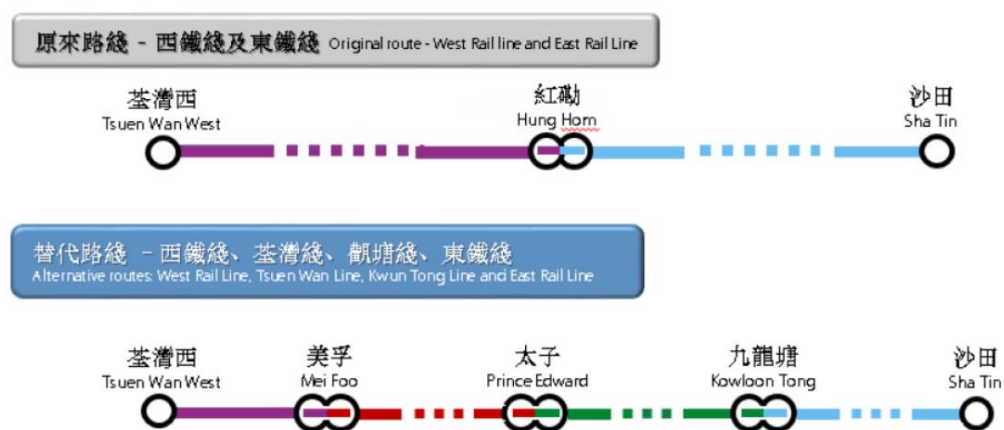 原來路綫 - 西鐵綫及東鐵綫 Original route - West Rail line and East Rail Line
荃灣西 紅磡 沙田
Tsuen Wan West Hung Hom Sha Tin
替代路綫 - 西鐵綫、荃灣綫、觀塘綫、東鐵綫
Alternative routes: West Rail Line, Tsuen Wan Line, Kwun Tong Line and East Rail Line
荃灣西 美孚 太子 九龍塘 沙田
Tsuen Wan West Mei Foo Prince Edward Kowloon Tong Sha Tin